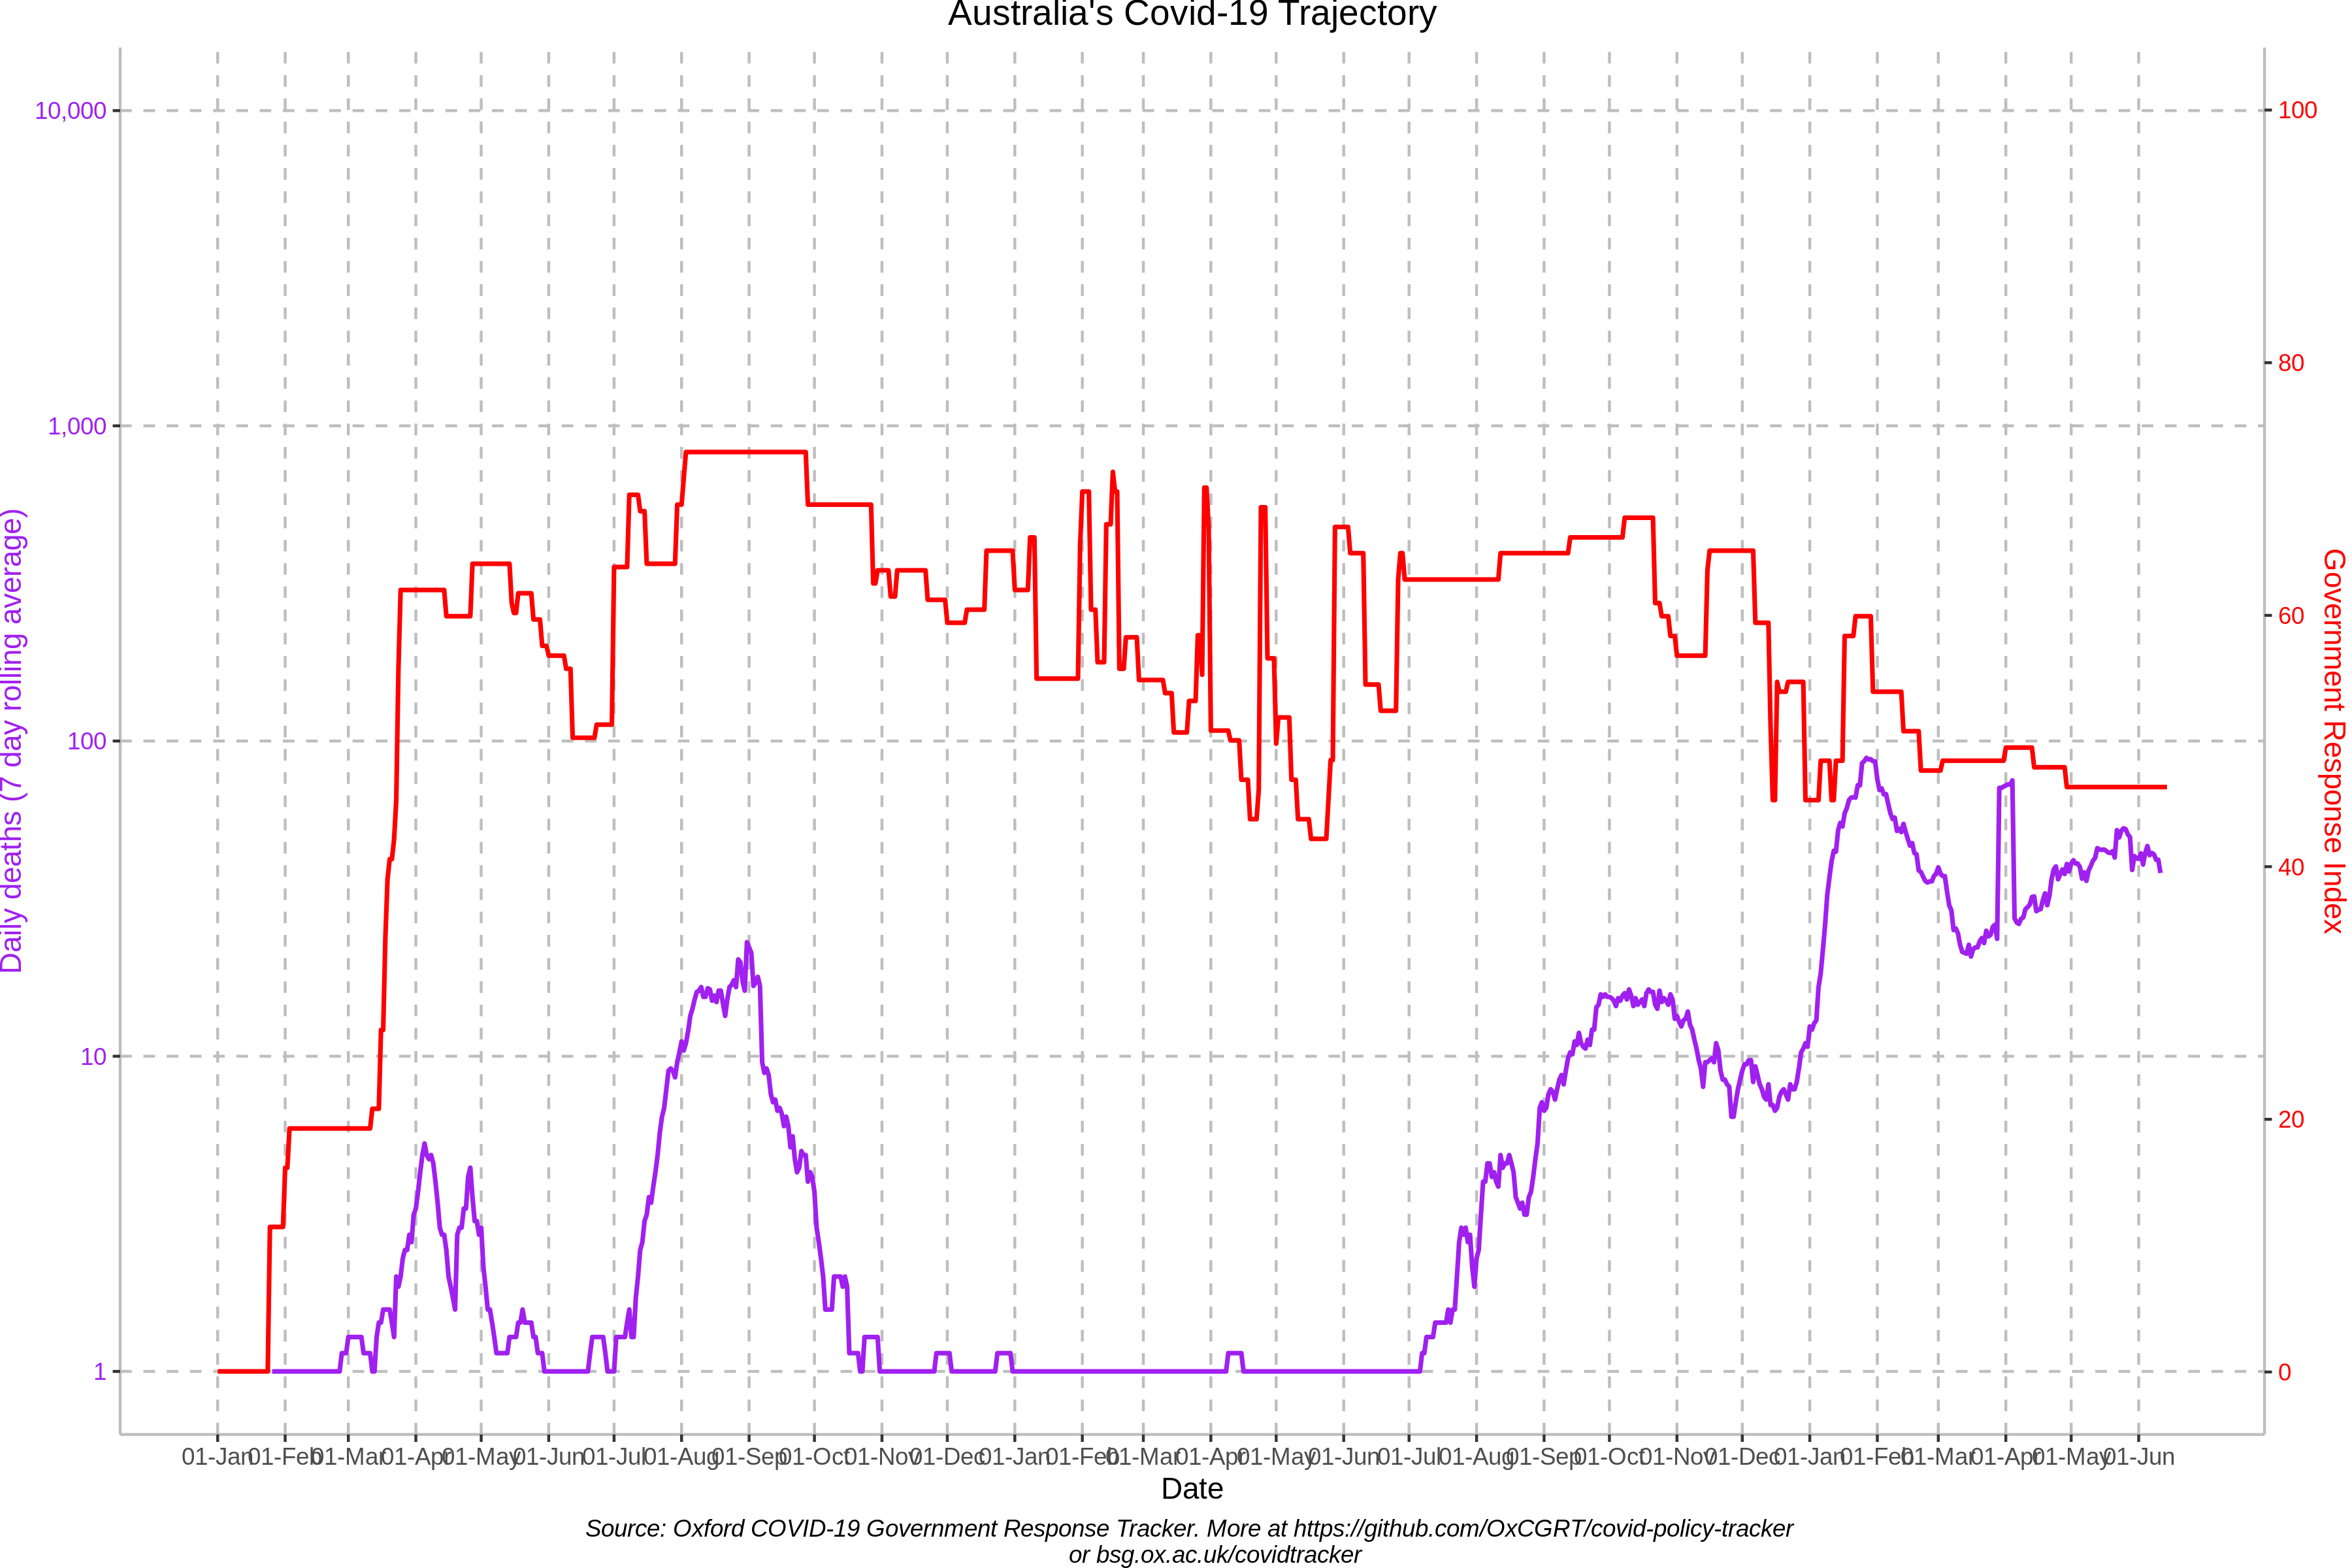 Australia's Covid-19 Trajectory
10,000
1,000
100
10
1
Daily deaths (7 day rolling average)
100
80
60
40
20
0
Government Response Index
01-Jan 01-Feb 01-Mar 01-Apr 01-May 01-Jun 01-Jul 01-Aug 01-Sep 01-Oct 01-Nov 01-Dec 01-Jan 01-Feb 01-Mar 01-Apr 01-May 01-Jun 01-Jul 01-Aug 01-Sep 01-Oct 01-Nov 01-Dec 01-Jan 01-Feb 01-Mar 01-Apr 01-May 01-Jun
Date
Source: Oxford COVID-19 Government Response Tracker. More at https://github.com/OxCGRT/covid-policy-tracker
or bsg.ox.ac.uk/covidtracker